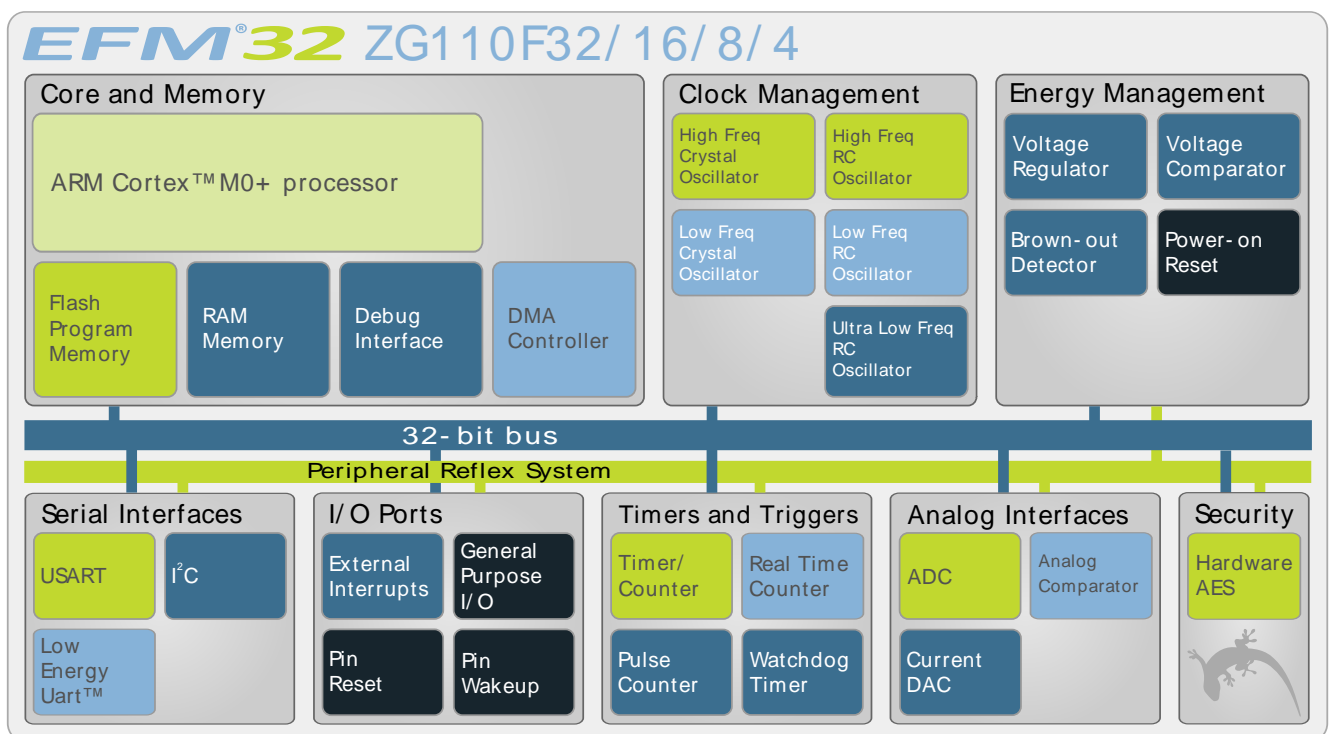 EFM®32 ZG110F32/16/8/4
Core and Memory
ARM Cortex™ M0+ processor
Flash
Program
Memory
RAM
Memory
Debug
Interface
DMA
Controller
Clock Management
High Freq
Crystal
Oscillator
High Freq
RC
Oscillator
Low Freq
Crystal
Oscillator
Low Freq
RC
Oscillator
Ultra Low Freq
RC
Oscillator
Energy Management
Voltage
Regulator
Voltage
Comparator
Brown-out
Detector
Power-on
Reset
32-bit bus
Peripheral Reflex System
Serial Interfaces
USART
I²C
Low
Energy
Uart™
I/O Ports
External
Interrupts
General
Purpose
I/O
Pin
Reset
Pin
Wakeup
Timers and Triggers
Timer/
Counter
Real Time
Counter
Pulse
Counter
Watchdog
Timer
Analog Interfaces
ADC
Analog
Comparator
Current
DAC
Security
Hardware
AES